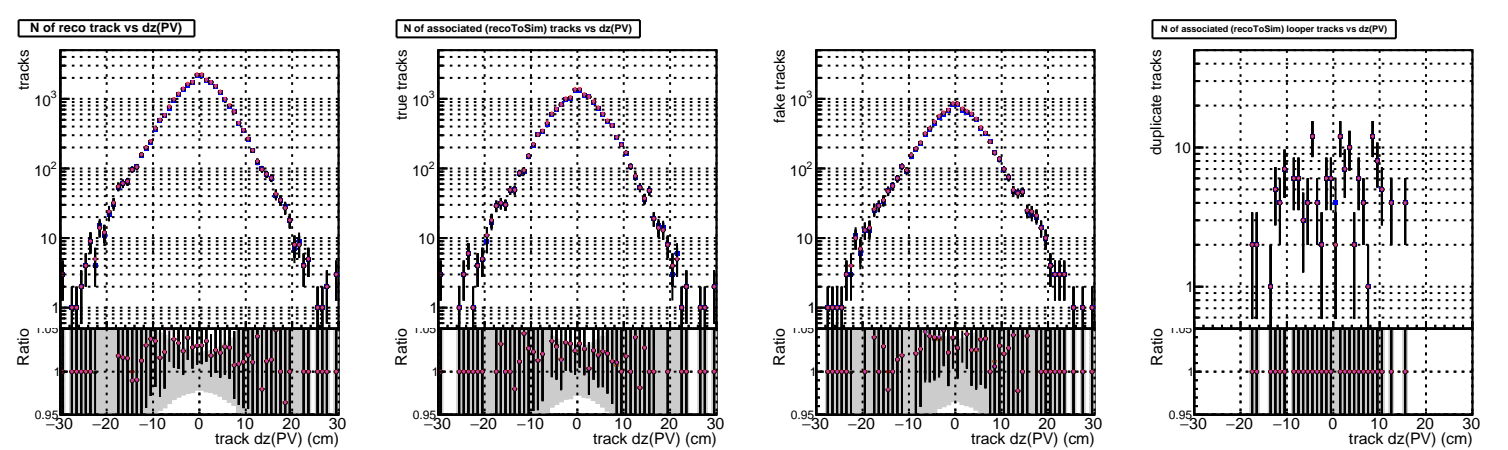 N of reco track vs dz(PV)
tracks
10³
10²
10
1
Ratio
1.05
1
0.95
−30 −20 −10 0 10 20 30
track dz(PV) (cm)
N of associated (recoToSim) tracks vs dz(PV)
true tracks
10³
10²
10
1
Ratio
1.05
1
0.95
−30 −20 −10 0 10 20 30
track dz(PV) (cm)
fake tracks
10³
10²
10
1
Ratio
1.05
1
0.95
−30 −20 −10 0 10 20 30
track dz(PV) (cm)
N of associated (recoToSim) looper tracks vs dz(PV)
duplicate tracks
10
1
Ratio
1.05
1
0.95
−30 −20 −10 0 10 20 30
track dz(PV) (cm)